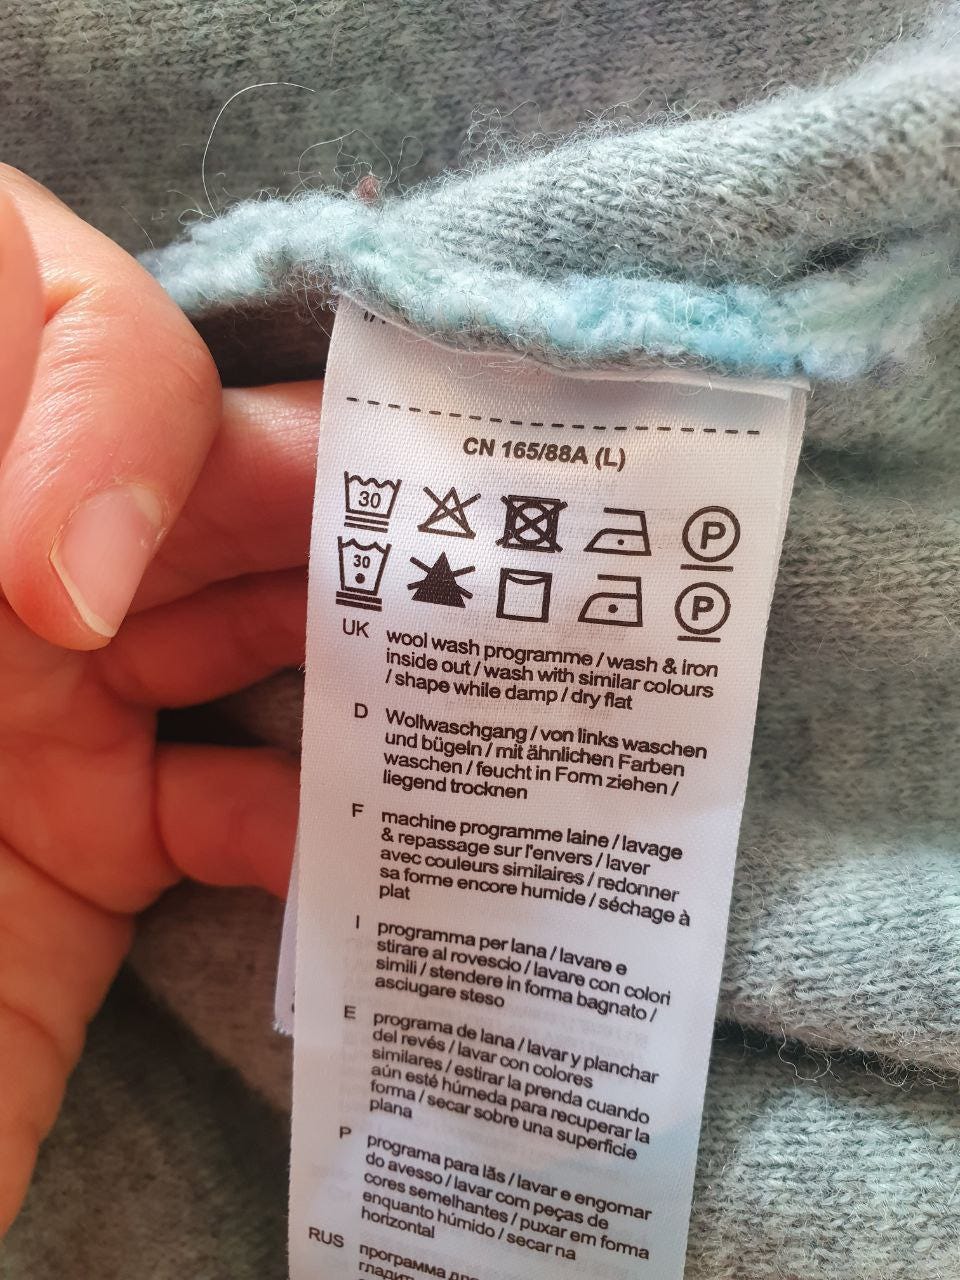 CN 165/88A (L)
30 P
30 P
UK wool wash programme / wash & iron
inside out / wash with similar colours
/ shape while damp / dry flat
D Wollwaschgang / von links waschen
und bügeln / mit ähnlichen Farben
waschen / feucht in Form ziehen /
liegend trocknen
F machine programme laine / lavage
& repassage sur l'envers / laver
avec couleurs similaires / redonner
sa forme encore humide / séchage à
plat
I programma per lana / lavare e
stirare al rovescio / lavare con colori
simili / stendere in forma bagnato /
asciugare steso
E programa de lana / lavar y planchar
del revés / lavar con colores
similares / estirar la prenda cuando
aún esté húmeda para recuperar la
forma / secar sobre una superficie
plana
P programa para lãs / lavar e engomar
do avesso / lavar com peças de
cores semelhantes / puxar em forma
enquanto húmido / secar na
horizontal
RUS программа для